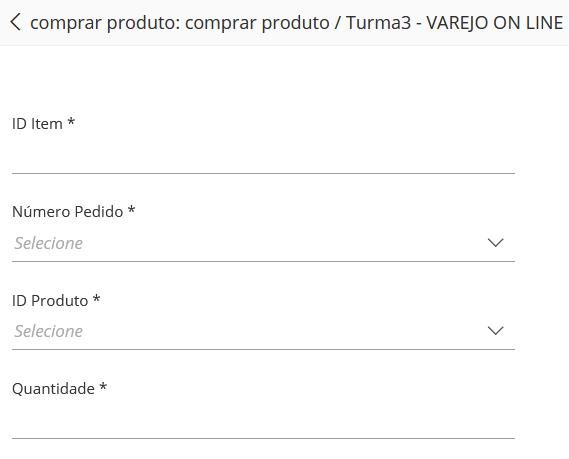 comprar produto: comprar produto / Turma3 - VAREJO ON LINE
ID Item *
Número Pedido *
Selecione
ID Produto *
Selecione
Quantidade *